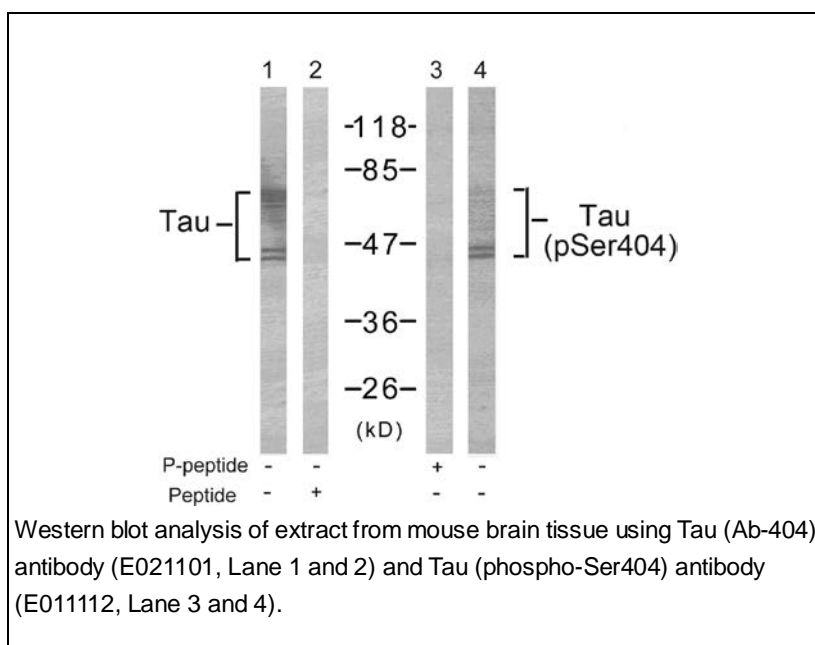 1 2 3 4
-118-
-85-
Tau
Tau
(pSer404)
-47-
-36-
-26-
(kD)
P-peptide - - + -
Peptide - + - -
Western blot analysis of extract from mouse brain tissue using Tau (Ab-404)
antibody (E021101, Lane 1 and 2) and Tau (phospho-Ser404) antibody
(E011112, Lane 3 and 4).